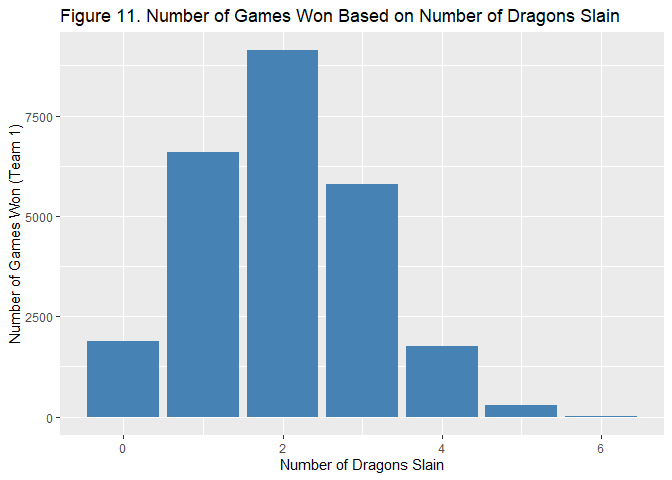 Figure 11. Number of Games Won Based on Number of Dragons Slain
Number of Games Won (Team 1)
7500
5000
2500
0
0 2 4 6
Number of Dragons Slain